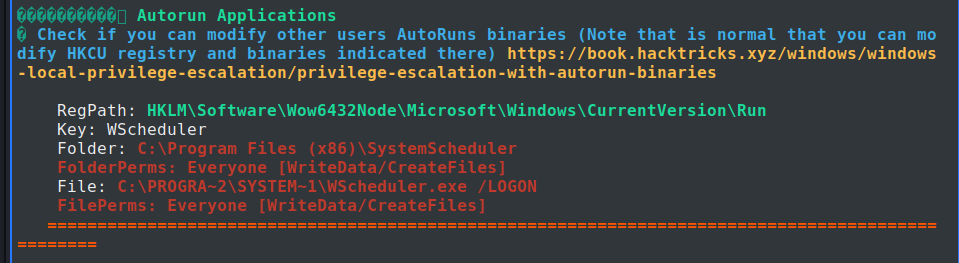 ������������ Autorun Applications
� Check if you can modify other users AutoRuns binaries (Note that is normal that you can mo
dify HKCU registry and binaries indicated there) https://book.hacktricks.xyz/windows/windows
-local-privilege-escalation/privilege-escalation-with-autorun-binaries
RegPath: HKLM\Software\Wow6432Node\Microsoft\Windows\CurrentVersion\Run
Key: WScheduler
Folder: C:\Program Files (x86)\SystemScheduler
FolderPerms: Everyone [WriteData/CreateFiles]
File: C:\PROGRA~2\SYSTEM~1\WScheduler.exe /LOGON
FilePerms: Everyone [WriteData/CreateFiles]
=========================================================================================
========